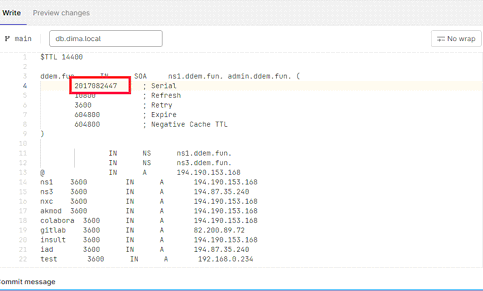 Write Preview changes
main db.dima.local No wrap
1 $TTL 14400
2
3 ddem.fun. IN SOA ns1.ddem.fun. admin.ddem.fun. (
4 2017082447 ; Serial
5 10800 ; Refresh
6 3600 ; Retry
7 604800 ; Expire
8 604800 ; Negative Cache TTL
9 )
10
11 IN NS ns1.ddem.fun.
12 IN NS ns3.ddem.fun.
13 @ IN A 194.190.153.168
14 ns1 3600 IN A 194.190.153.168
15 ns3 3600 IN A 194.87.35.240
16 nxc 3600 IN A 194.190.153.168
17 akmod 3600 IN A 194.190.153.168
18 colabora 3600 IN A 194.190.153.168
19 gitlab 3600 IN A 82.200.89.72
20 insult 3600 IN A 194.190.153.168
21 iad 3600 IN A 194.87.35.240
22 test 3600 IN A 192.168.0.234
ommit message